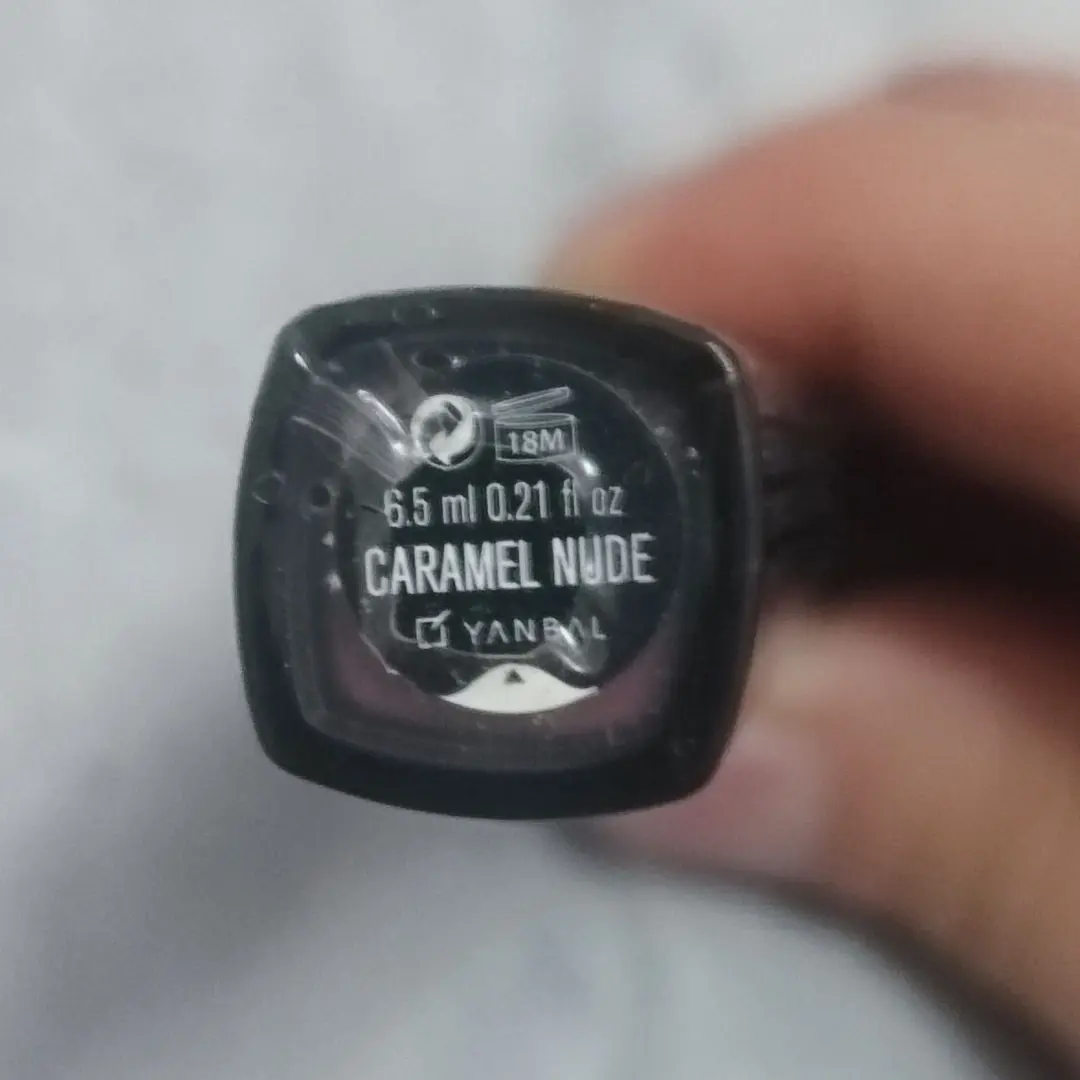 18M
6.5 ml 0.21 fl oz
CARAMEL NUDE
YANBAL